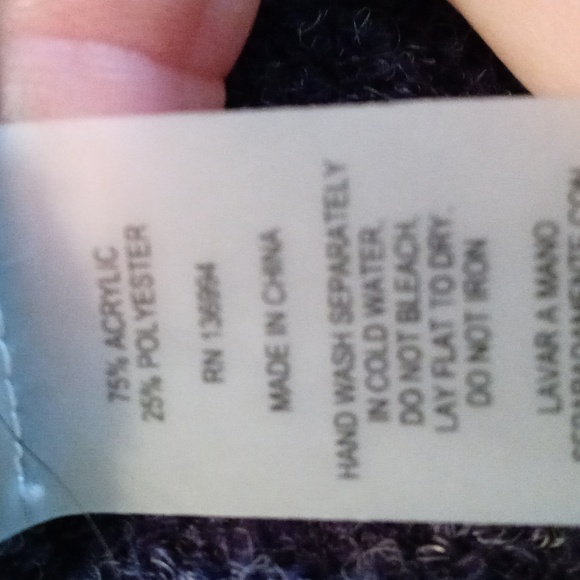 75% ACRYLIC
25% POLYESTER
RN 136994
MADE IN CHINA
HAND WASH SEPARATELY
IN COLD WATER.
DO NOT BLEACH.
LAY FLAT TO DRY.
DO NOT IRON
LAVAR A MANO